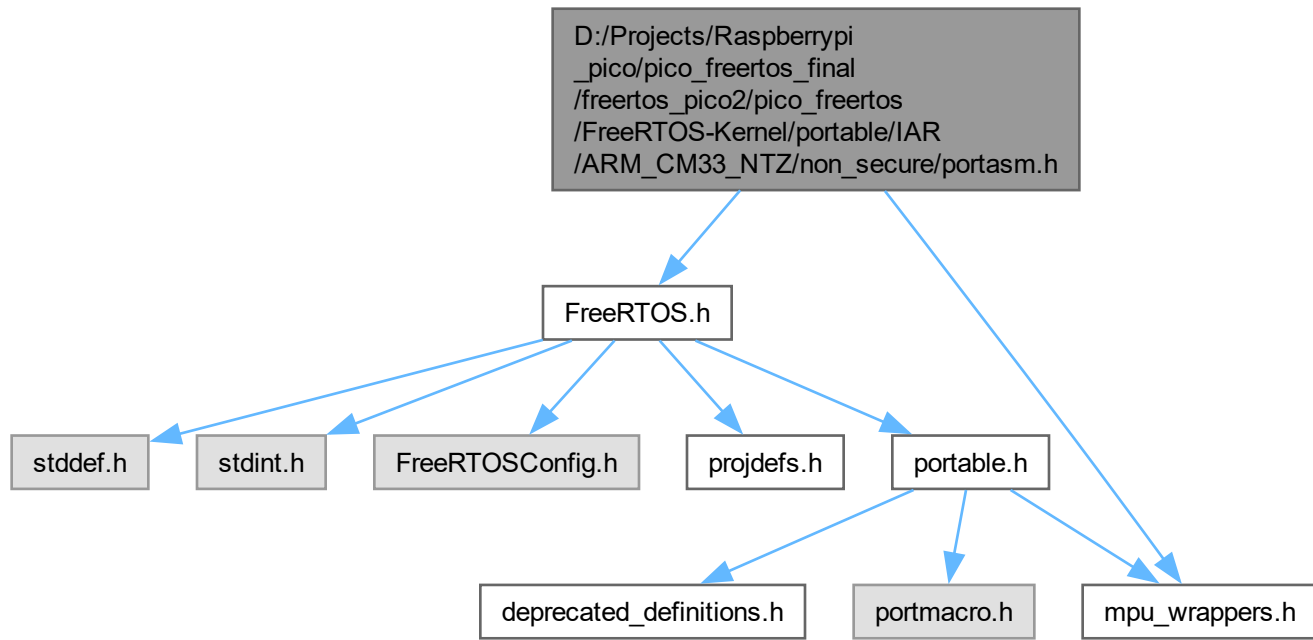 D:/Projects/Raspberrypi
_pico/pico_freertos_final
/freertos_pico2/pico_freertos
/FreeRTOS-Kernel/portable/IAR
/ARM_CM33_NTZ/non_secure/portasm.h
FreeRTOS.h
stddef.h
stdint.h
FreeRTOSConfig.h
projdefs.h
portable.h
deprecated_definitions.h
portmacro.h
mpu_wrappers.h